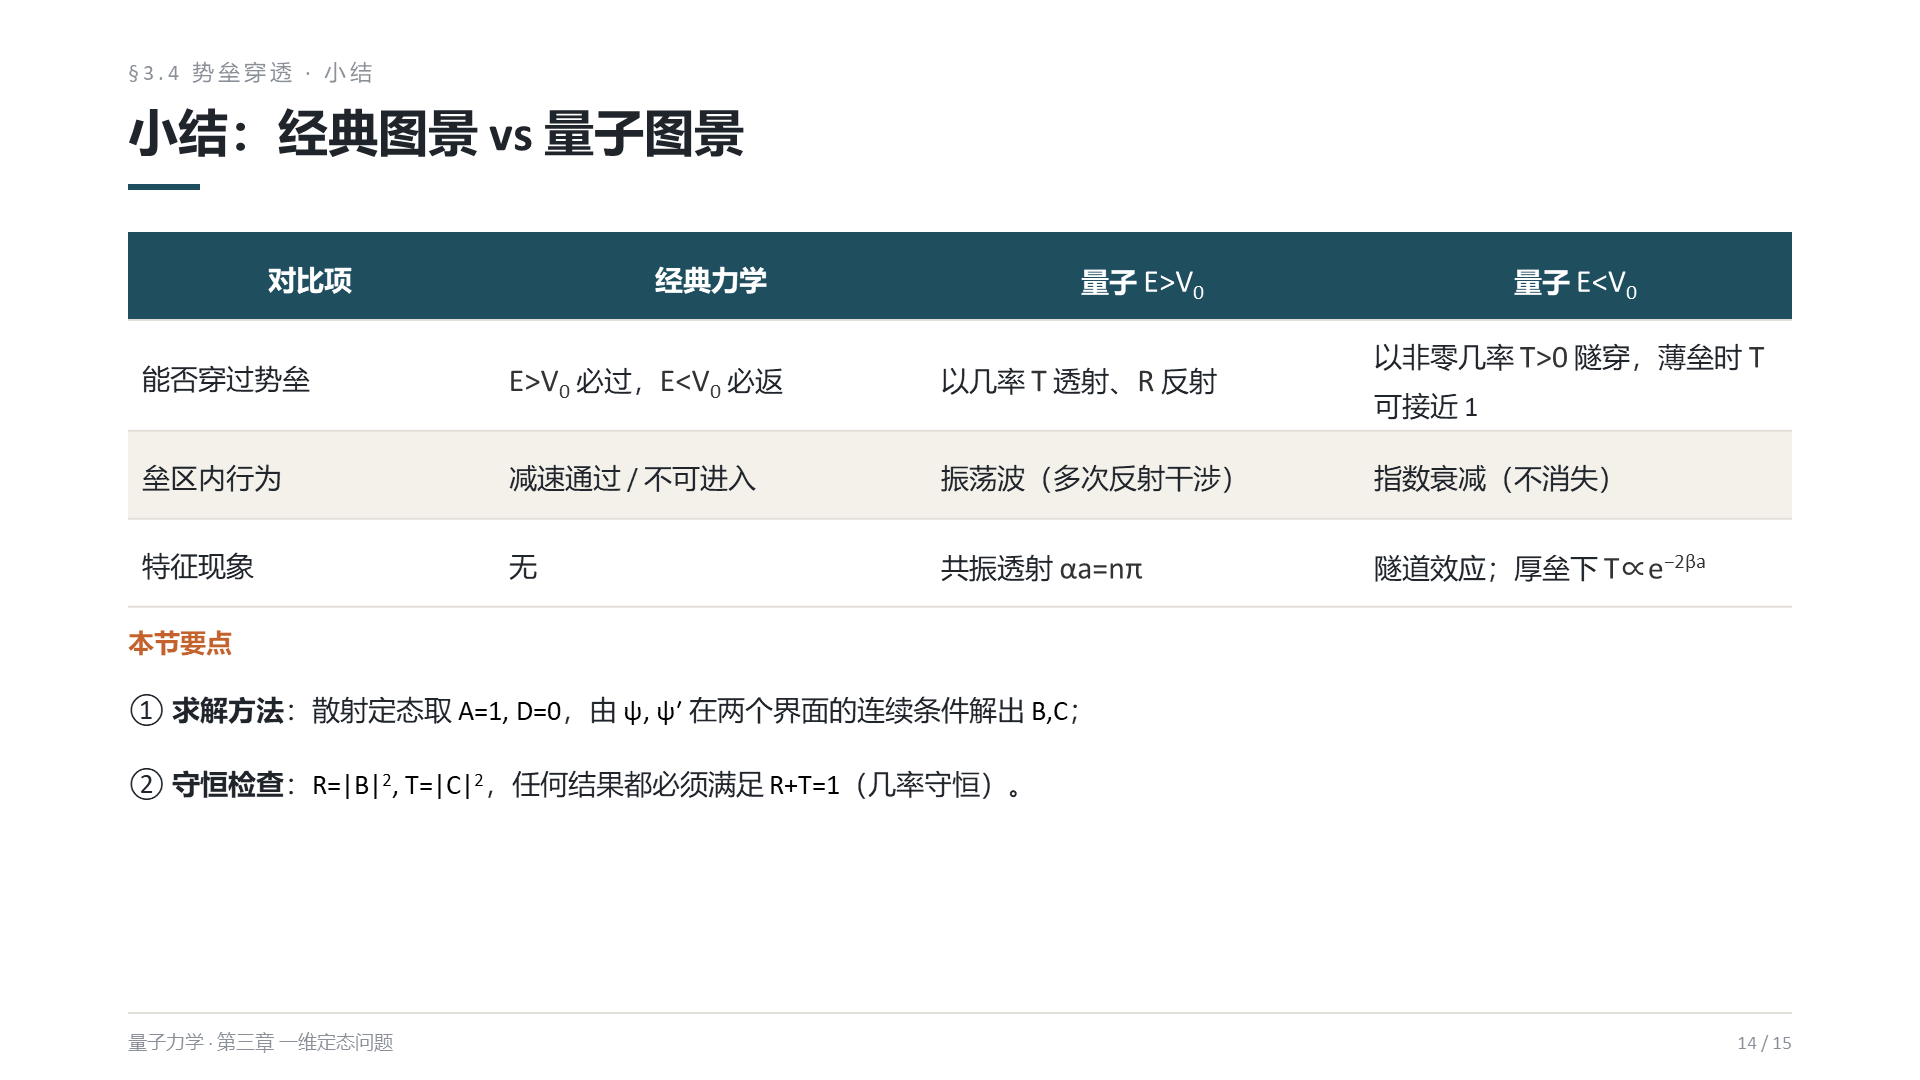 §3.4 势垒穿透 · 小结
小结：经典图景 vs 量子图景
对比项 经典力学 量子 E>V₀ 量子 E<V₀
能否穿过势垒 E>V₀ 必过，E<V₀ 必返 以几率 T 透射、R 反射 以非零几率 T>0 隧穿，薄垒时 T
可接近 1
垒区内行为 减速通过 / 不可进入 振荡波（多次反射干涉） 指数衰减（不消失）
特征现象 无 共振透射 αa=nπ 隧道效应；厚垒下 T∝e⁻²ᵝᵃ
本节要点
① 求解方法：散射定态取 A=1, D=0，由 ψ, ψ′ 在两个界面的连续条件解出 B,C；
② 守恒检查：R=|B|², T=|C|²，任何结果都必须满足 R+T=1（几率守恒）。
量子力学 · 第三章 一维定态问题
14 / 15